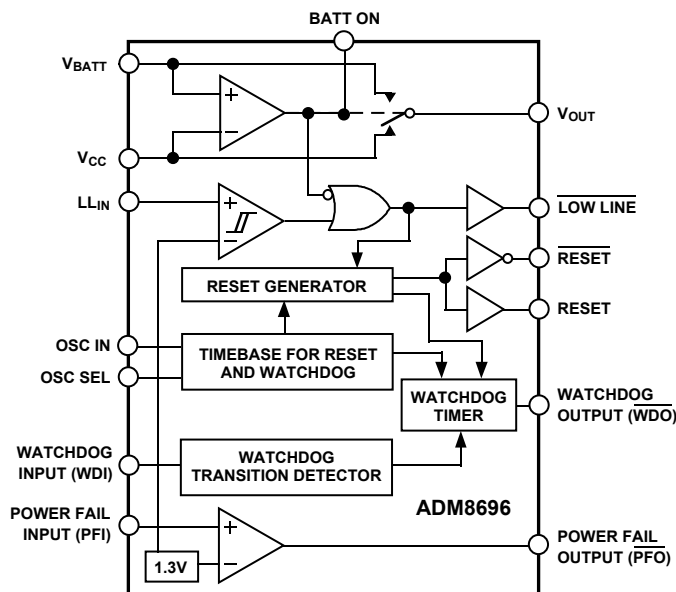 BATT ON
VBATT
VOUT
VCC
LLIN
LOW LINE
RESET
RESET GENERATOR
RESET
OSC IN
TIMEBASE FOR RESET
AND WATCHDOG
OSC SEL
WATCHDOG
TIMER
WATCHDOG
OUTPUT (WDO)
WATCHDOG
INPUT (WDI)
WATCHDOG
TRANSITION DETECTOR
ADM8696
POWER FAIL
INPUT (PFI)
1.3V
POWER FAIL
OUTPUT (PFO)